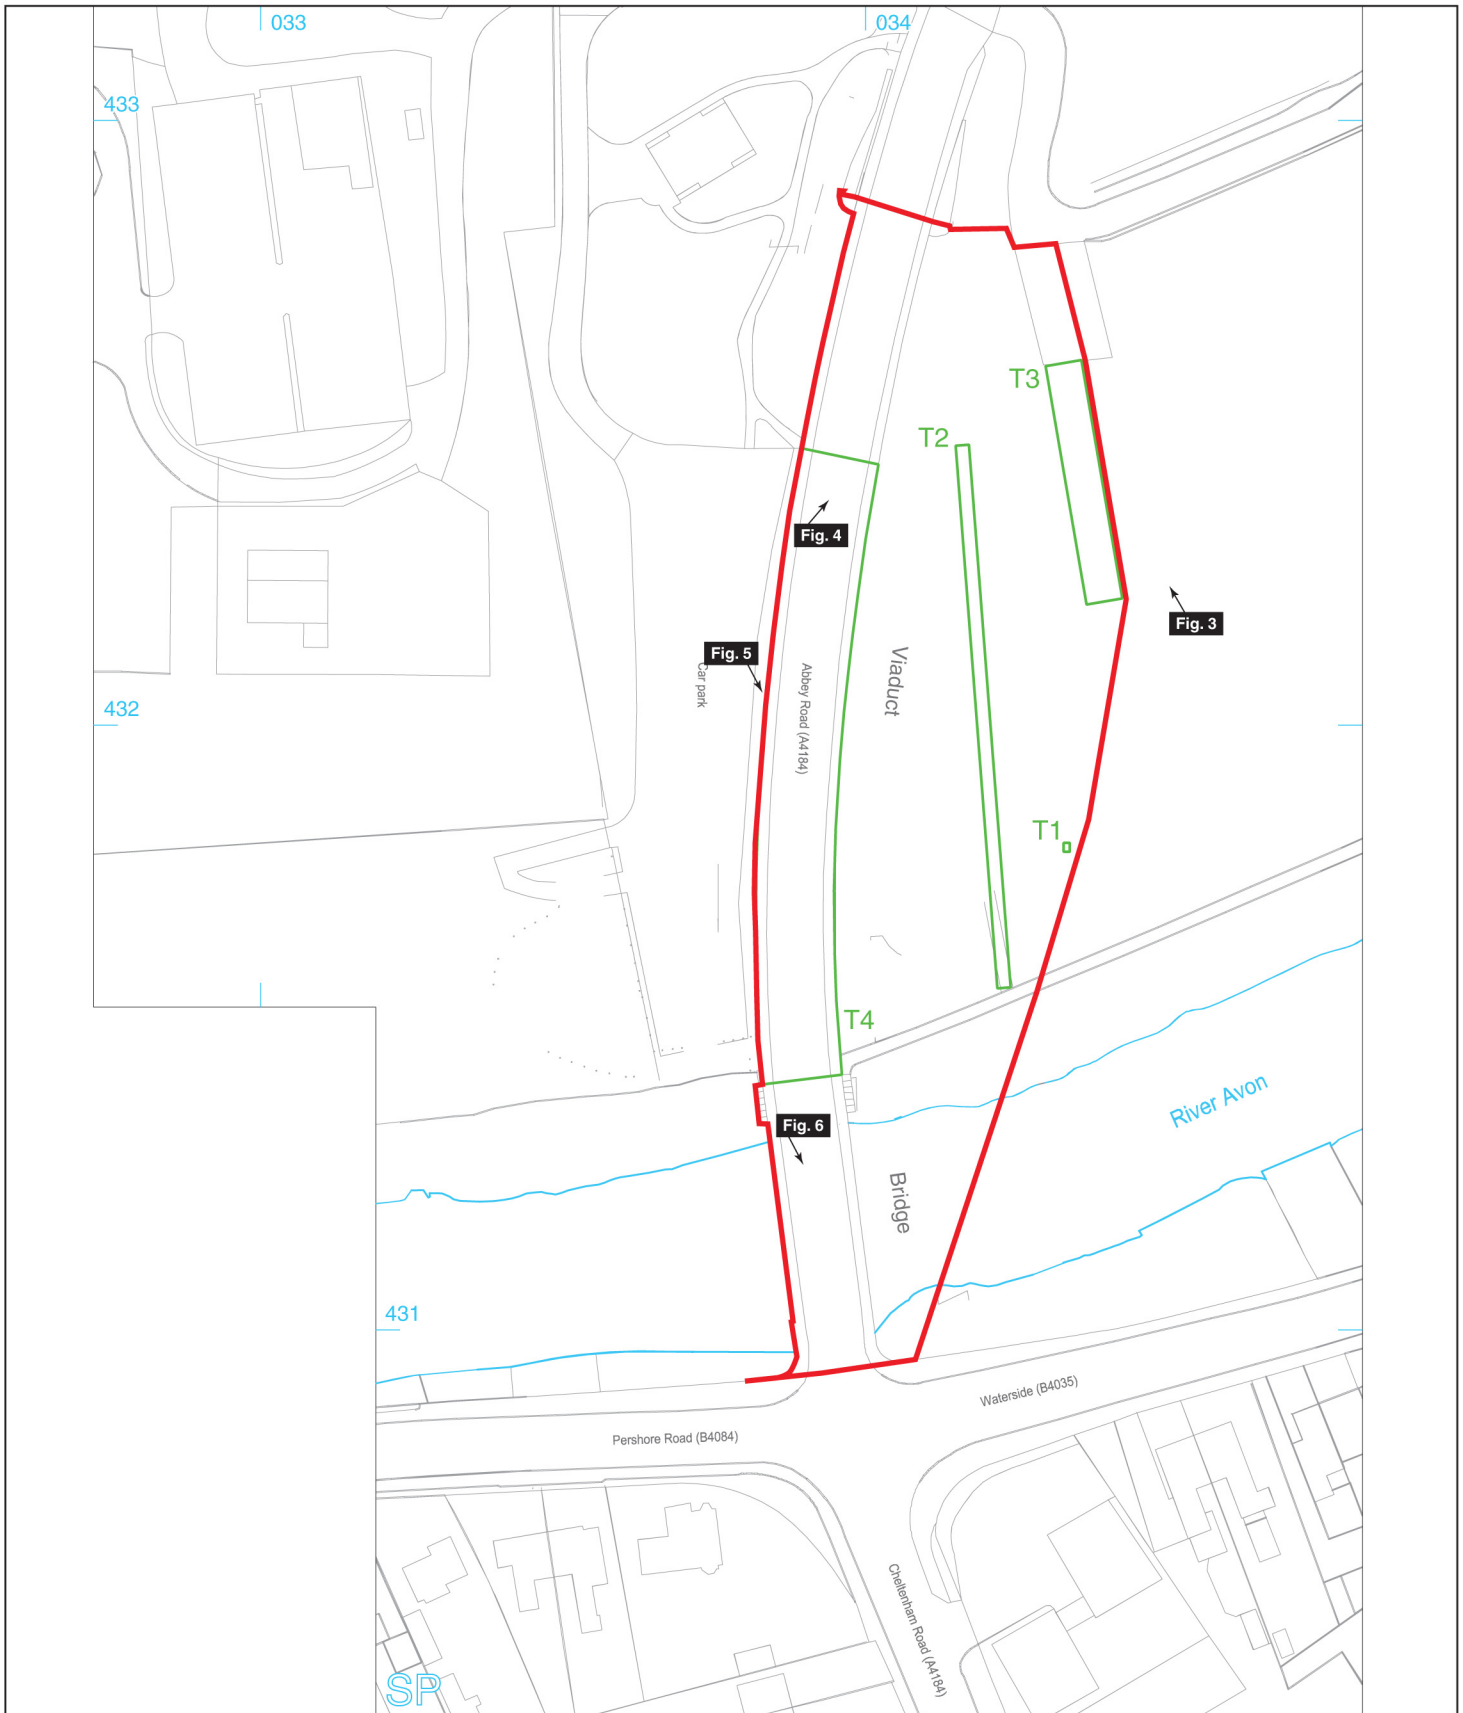 033
034
433
T3
T2
Fig. 4
Fig. 3
Viaduct
Fig. 5
Car park
Abbey Road (A4184)
432
T1
T4
River Avon
Fig. 6
Bridge
431
Waterside (B4035)
Pershore Road (B4084)
Cheltenham Road (A4184)
SP